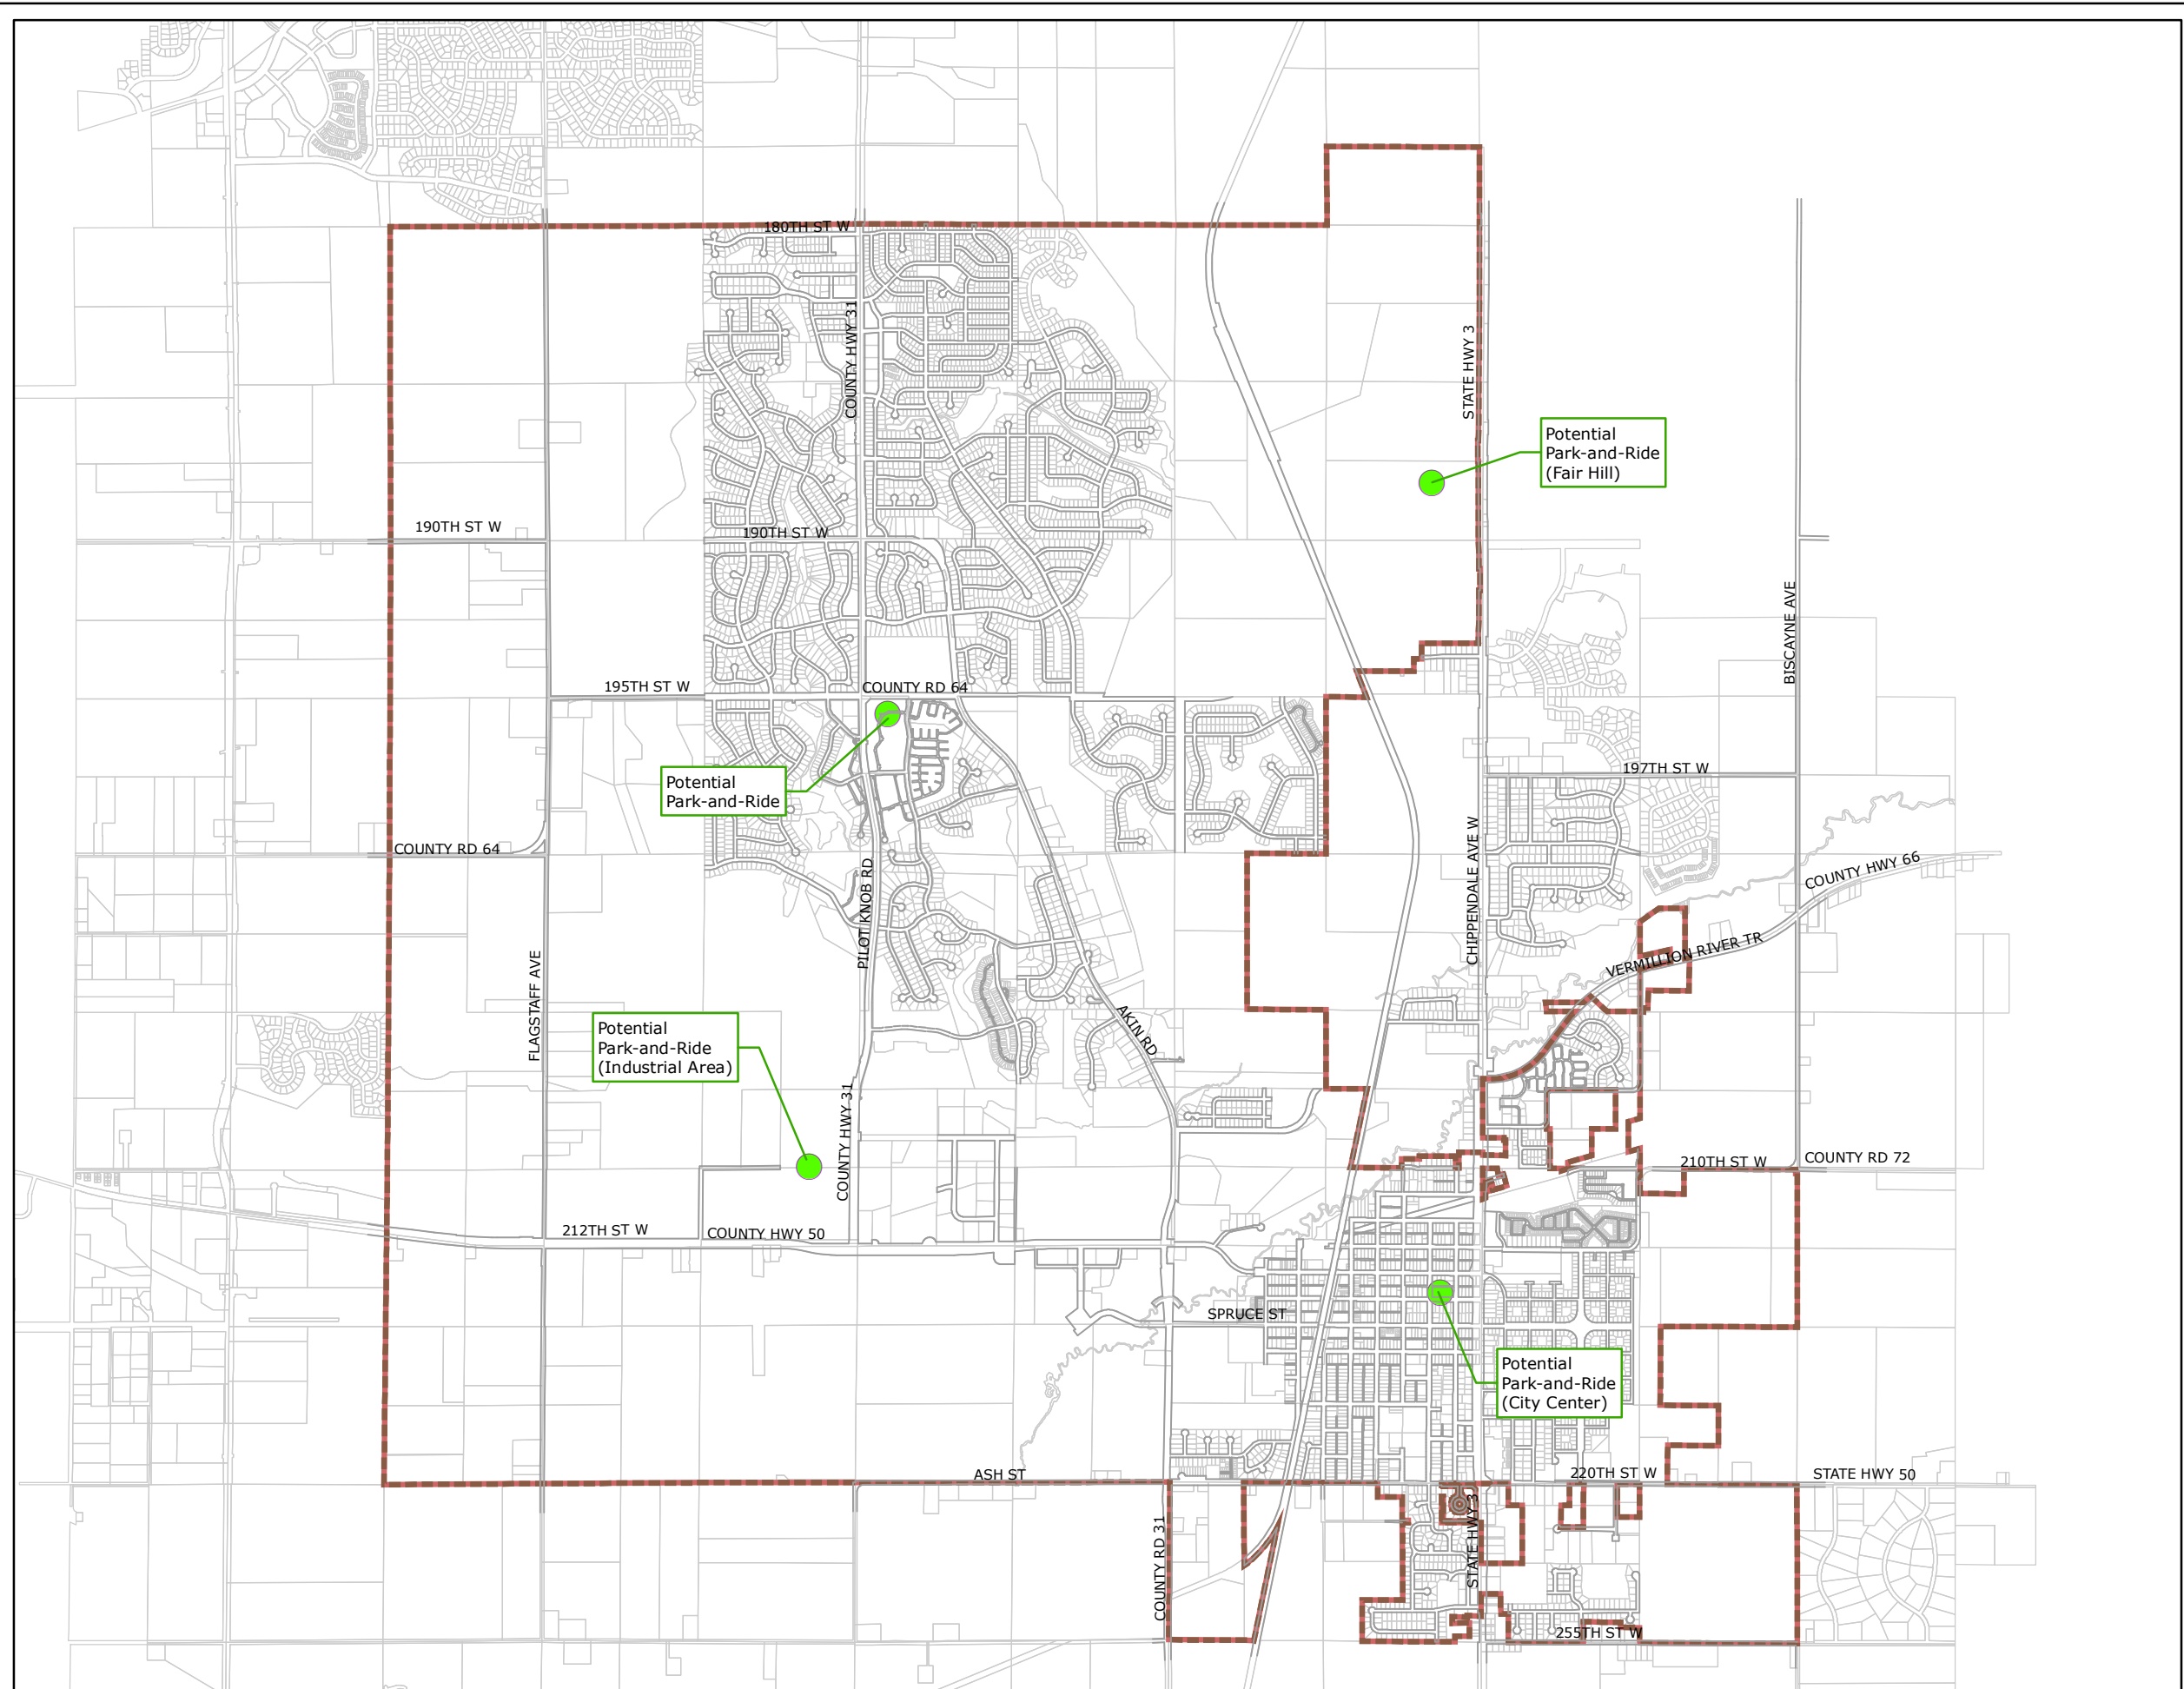 180TH ST W
COUNTY HWY 31
STATE HWY 3
Potential
Park-and-Ride
(Fair Hill)
190TH ST W
190TH ST W
BISCAYNE AVE
195TH ST W
COUNTY RD 64
Potential
Park-and-Ride
197TH ST W
COUNTY RD 64
PILOT KNOB RD
CHIPPENDALE AVE W
COUNTY HWY 66
VERMILLION RIVER TR
FLAGSTAFF AVE
AKIN RD
Potential
Park-and-Ride
(Industrial Area)
COUNTY HWY 31
210TH ST W
COUNTY RD 72
212TH ST W
COUNTY HWY 50
SPRUCE ST
Potential
Park-and-Ride
(City Center)
ASH ST
220TH ST W
STATE HWY 50
COUNTY RD 31
STATE HWY 3
255TH ST W